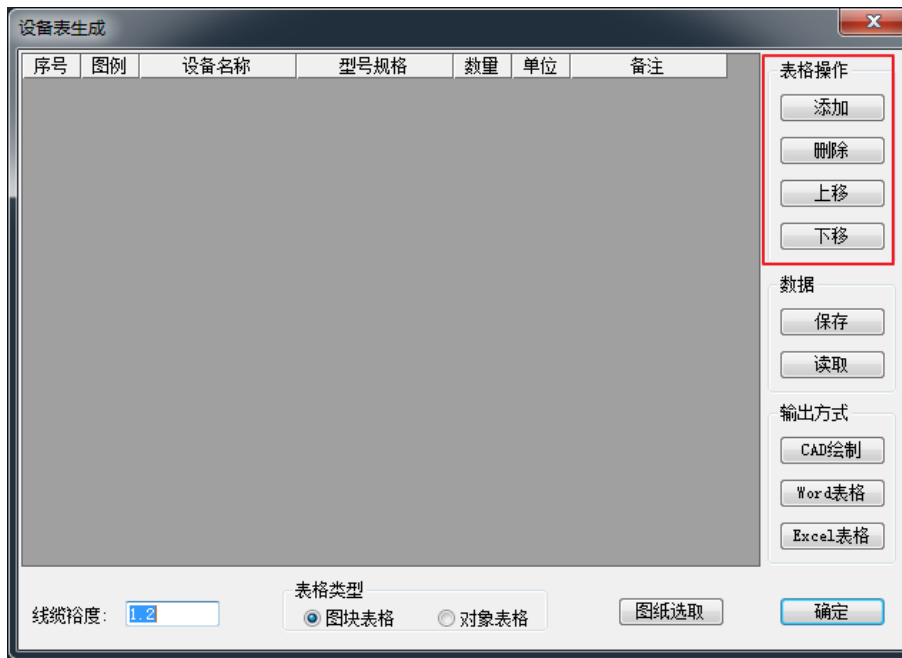 设备表生成
序号 图例 设备名称 型号规格 数量 单位 备注
表格操作
添加
删除
上移
下移
数据
保存
读取
输出方式
CAD绘制
Word表格
Excel表格
线缆裕度: 1.2
表格类型
图块表格 对象表格
图纸选取
确定